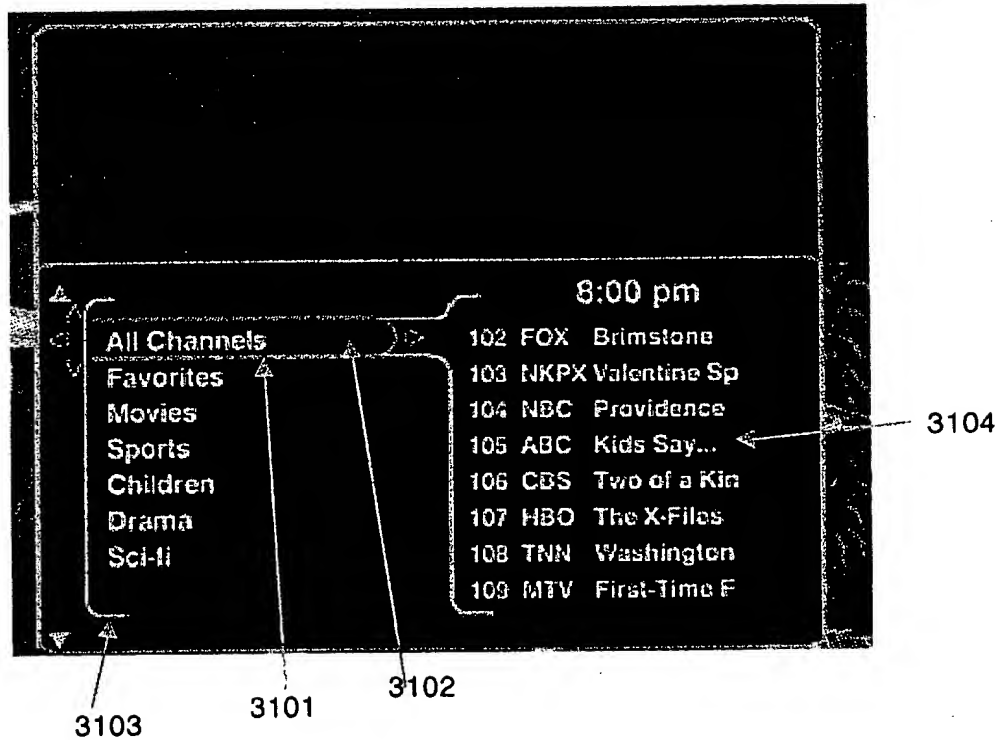 8:00 pm
All Channels
Favorites
Movies
Sports
Children
Drama
Sci-fi
102 FOX Brimstone
103 NKPX Valentine Sp
104 NBC Providence
105 ABC Kids Say...
106 CBS Two of a Kin
107 HBO The X-Files
108 TNN Washington
109 MTV First-Time F
3104
3102
3101
3103